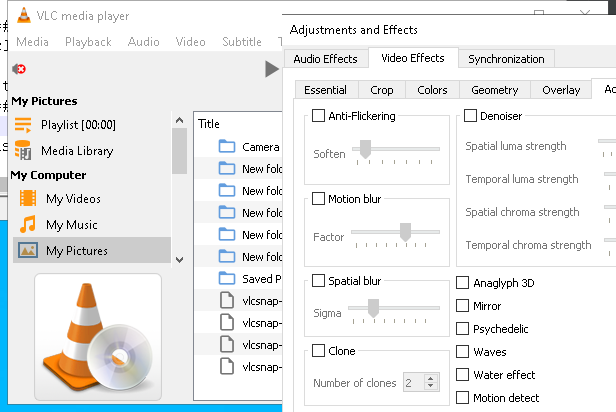 VLC media player
Media Playback Audio Video Subtitle
My Pictures
Playlist [00:00]
Media Library
My Computer
My Videos
My Music
My Pictures
Title
Camera
New fold
New fold
New fold
New fold
New fold
Saved P
vlcsnap-
vlcsnap-
vlcsnap-
vlcsnap-
Adjustments and Effects
Audio Effects Video Effects Synchronization
Essential Crop Colors Geometry Overlay
Anti-Flickering
Soften
Motion blur
Factor
Spatial blur
Sigma
Clone
Number of clones 2
Denoiser
Spatial luma strength
Temporal luma strength
Spatial chroma strength
Temporal chroma strength
Anaglyph 3D
Mirror
Psychedelic
Waves
Water effect
Motion detect